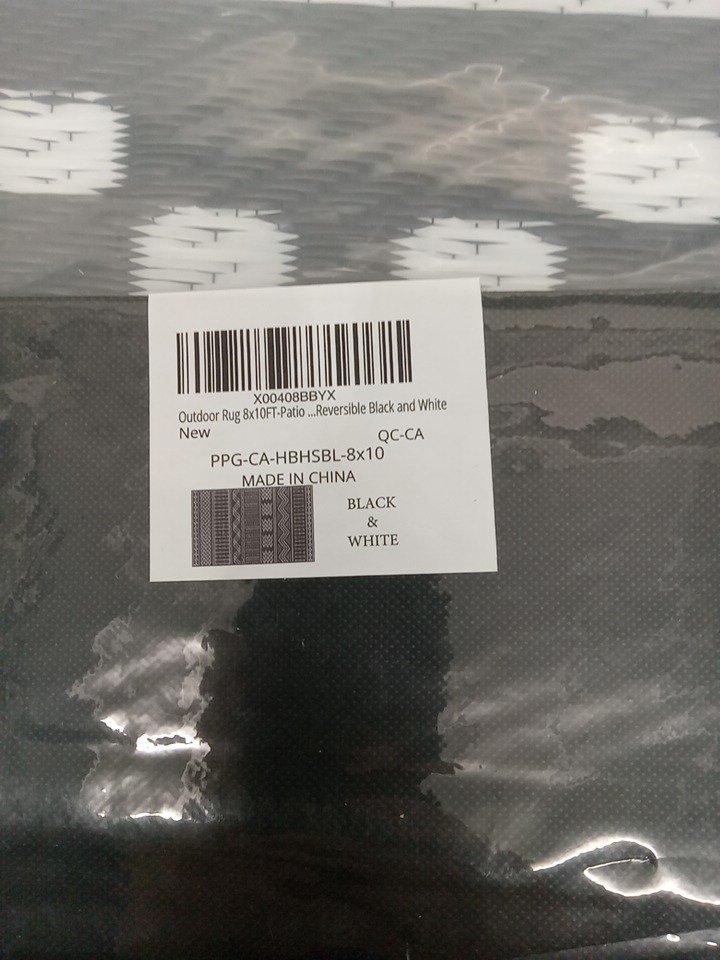 X00408BBYX
Outdoor Rug 8x10FT-Patio ...Reversible Black and White
New
QC-CA
PPG-CA-HBHSBL-8x10
MADE IN CHINA
BLACK
&
WHITE